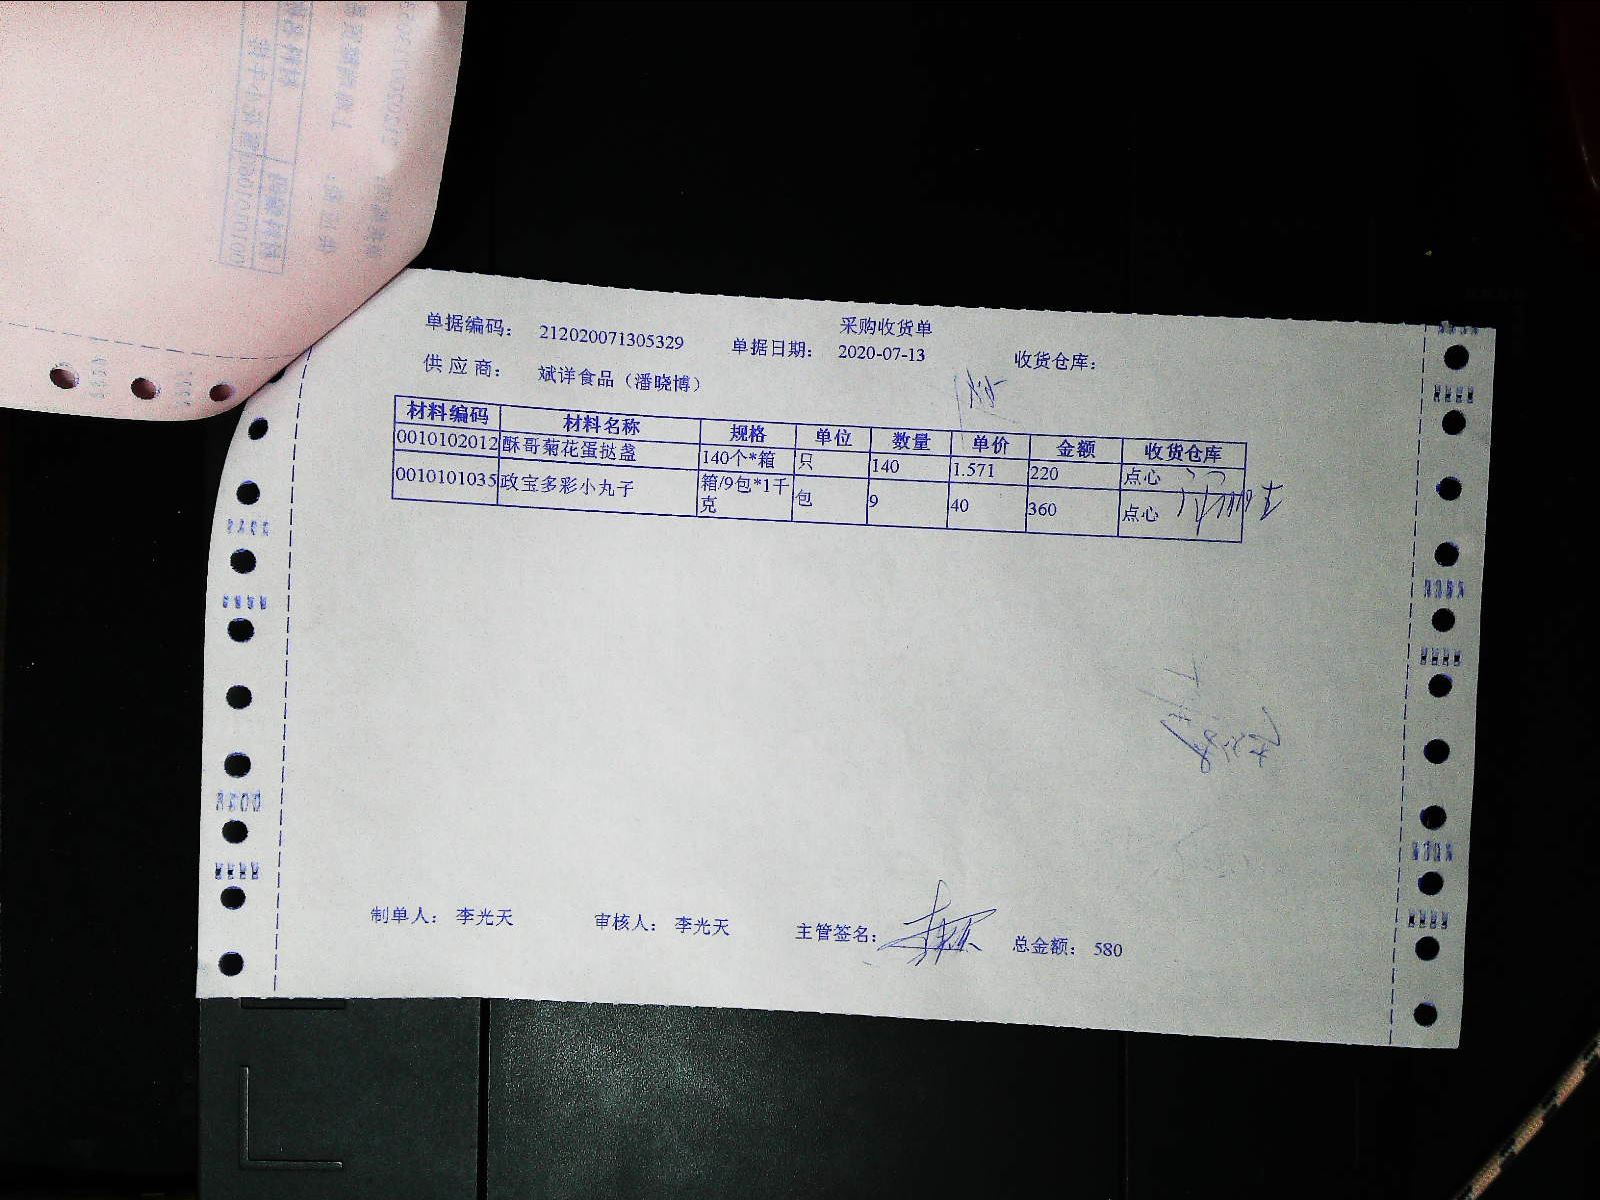 采购收货单
单据编码： 212020071305329 单据日期： 2020-07-13 收货仓库：
供 应 商： 斌详食品（潘晓博）
材料编码 材料名称 规格 单位 数量 单价 金额 收货仓库
0010102012 酥哥菊花蛋挞盏 140个*箱 只 140 1.571 220 点心
0010101035 政宝多彩小丸子 箱/9包*1千克 包 9 40 360 点心
制单人： 李光天 审核人： 李光天 主管签名： 总金额： 580